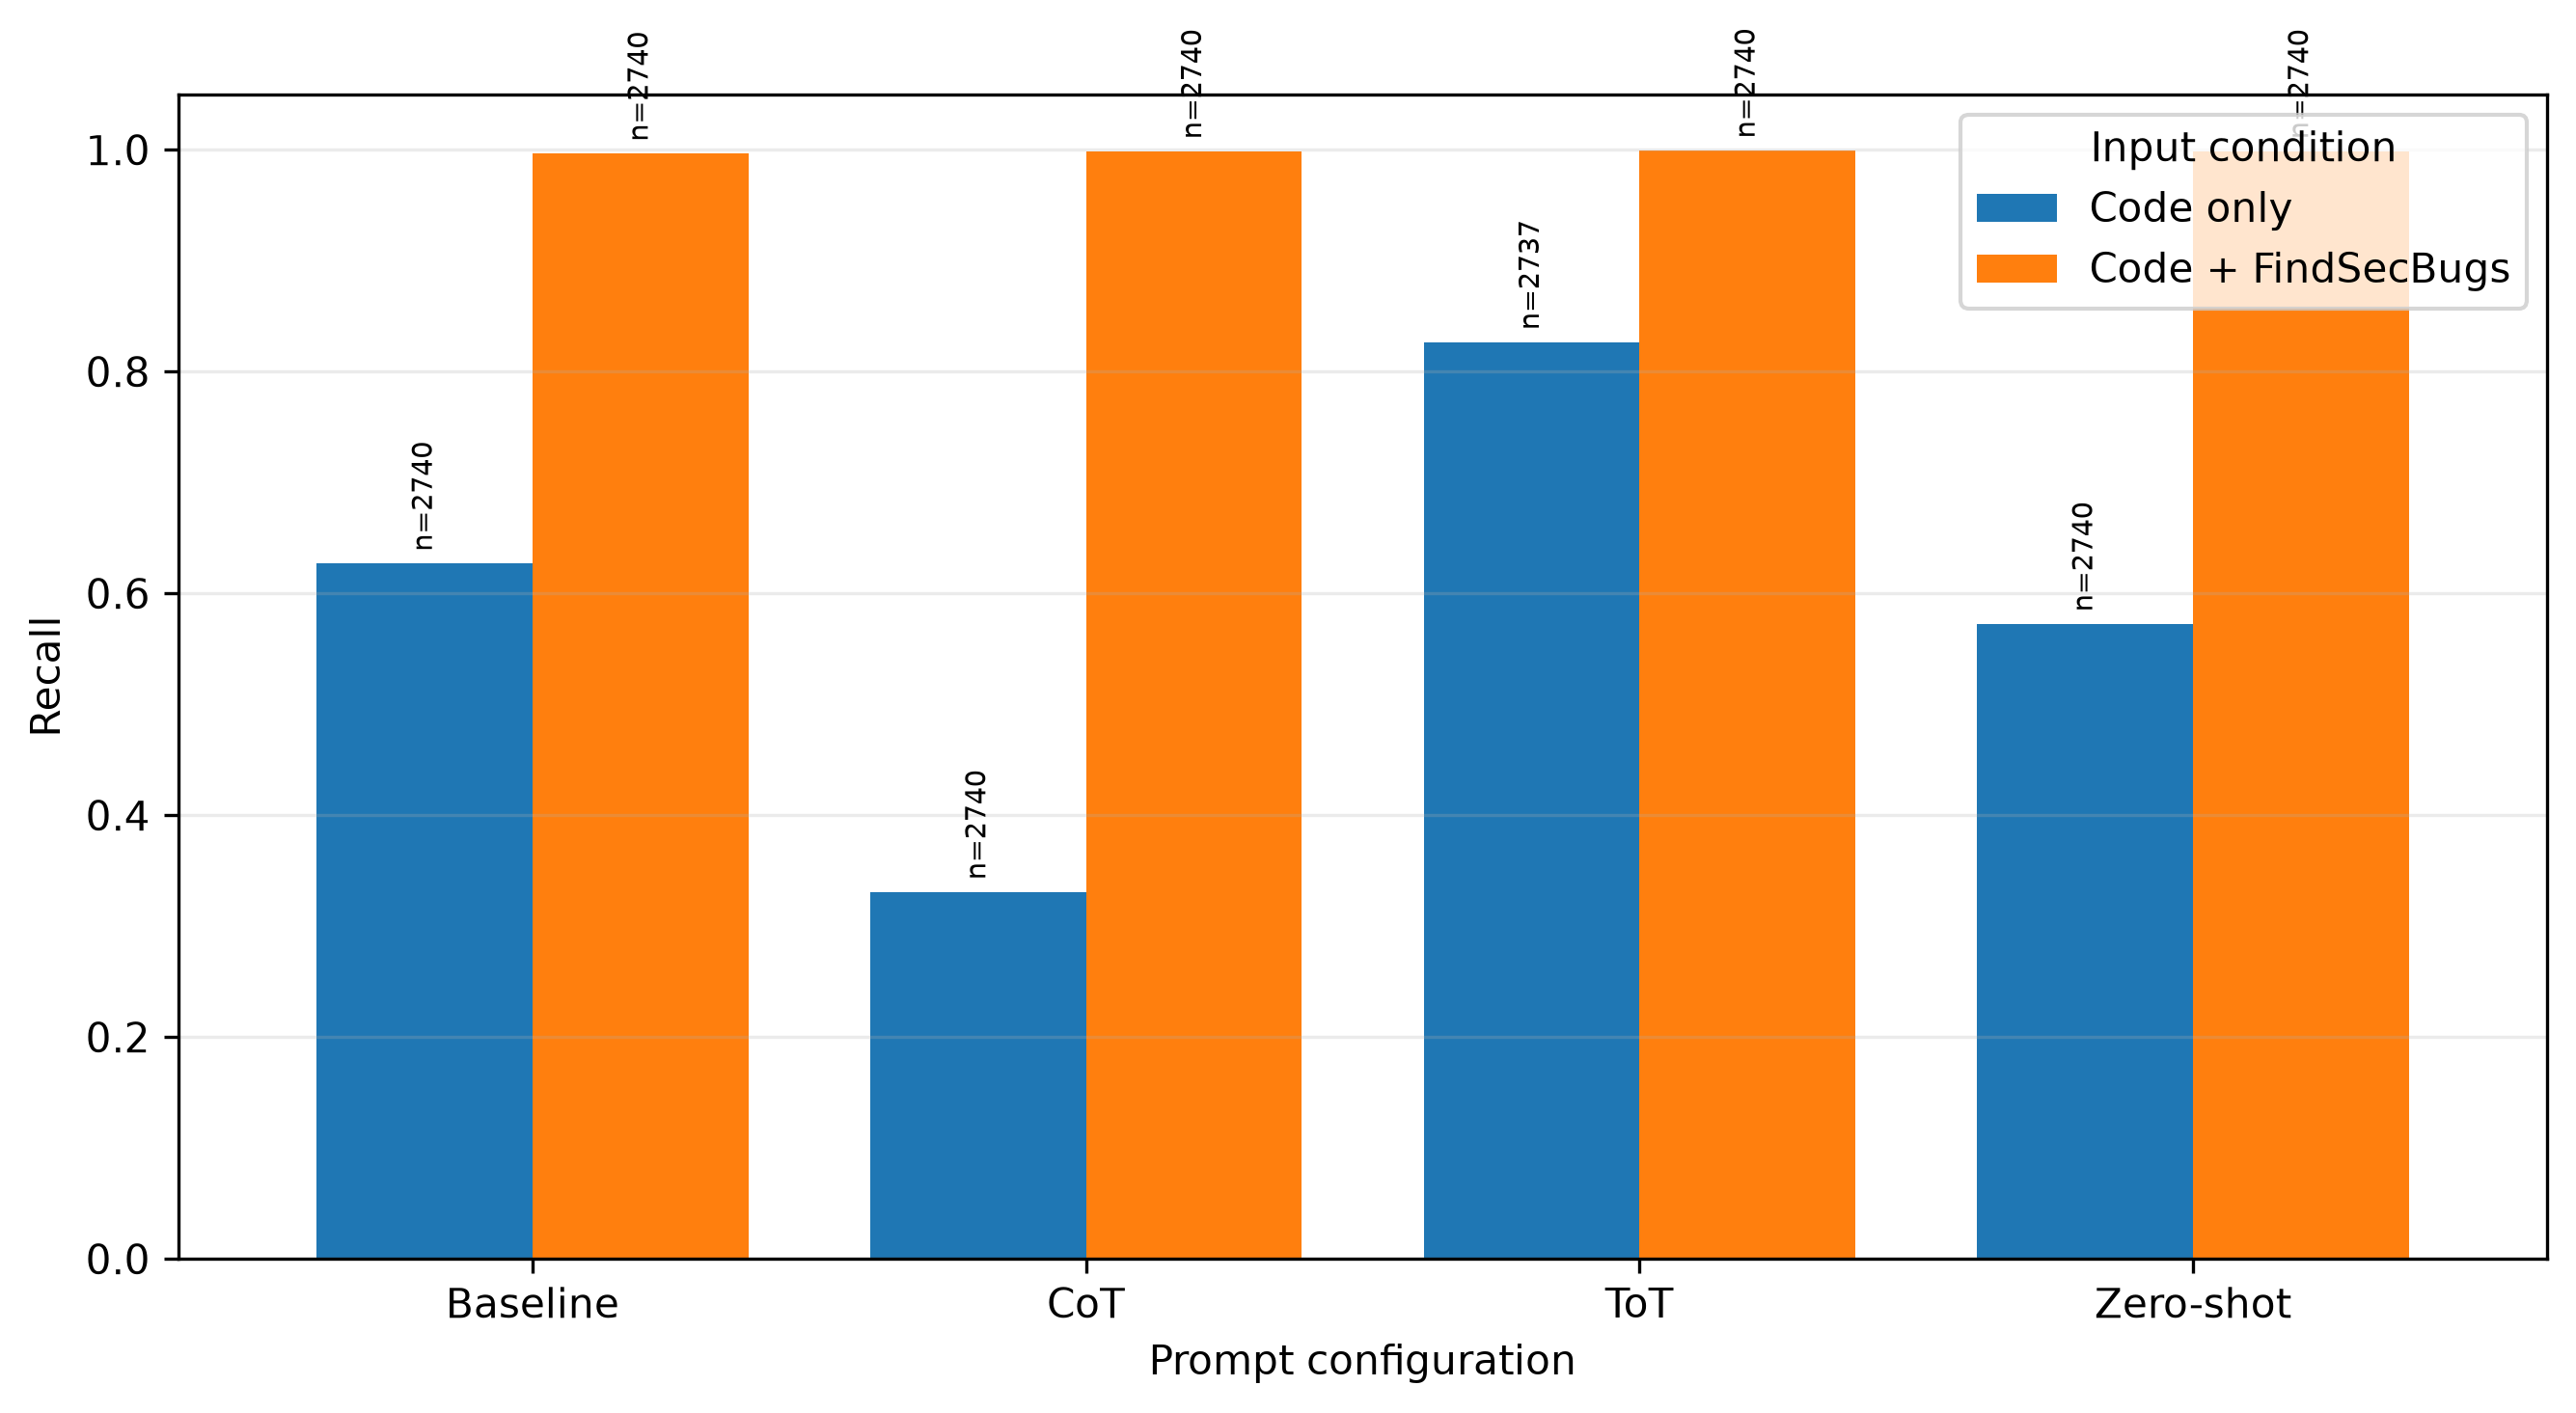 n=2740
n=2740
n=2740
n=2740
n=2740
n=2740
n=2737
n=2740
Input condition
Code only
Code + FindSecBugs
1.0
0.8
0.6
0.4
0.2
0.0
Recall
Baseline
CoT
ToT
Zero-shot
Prompt configuration